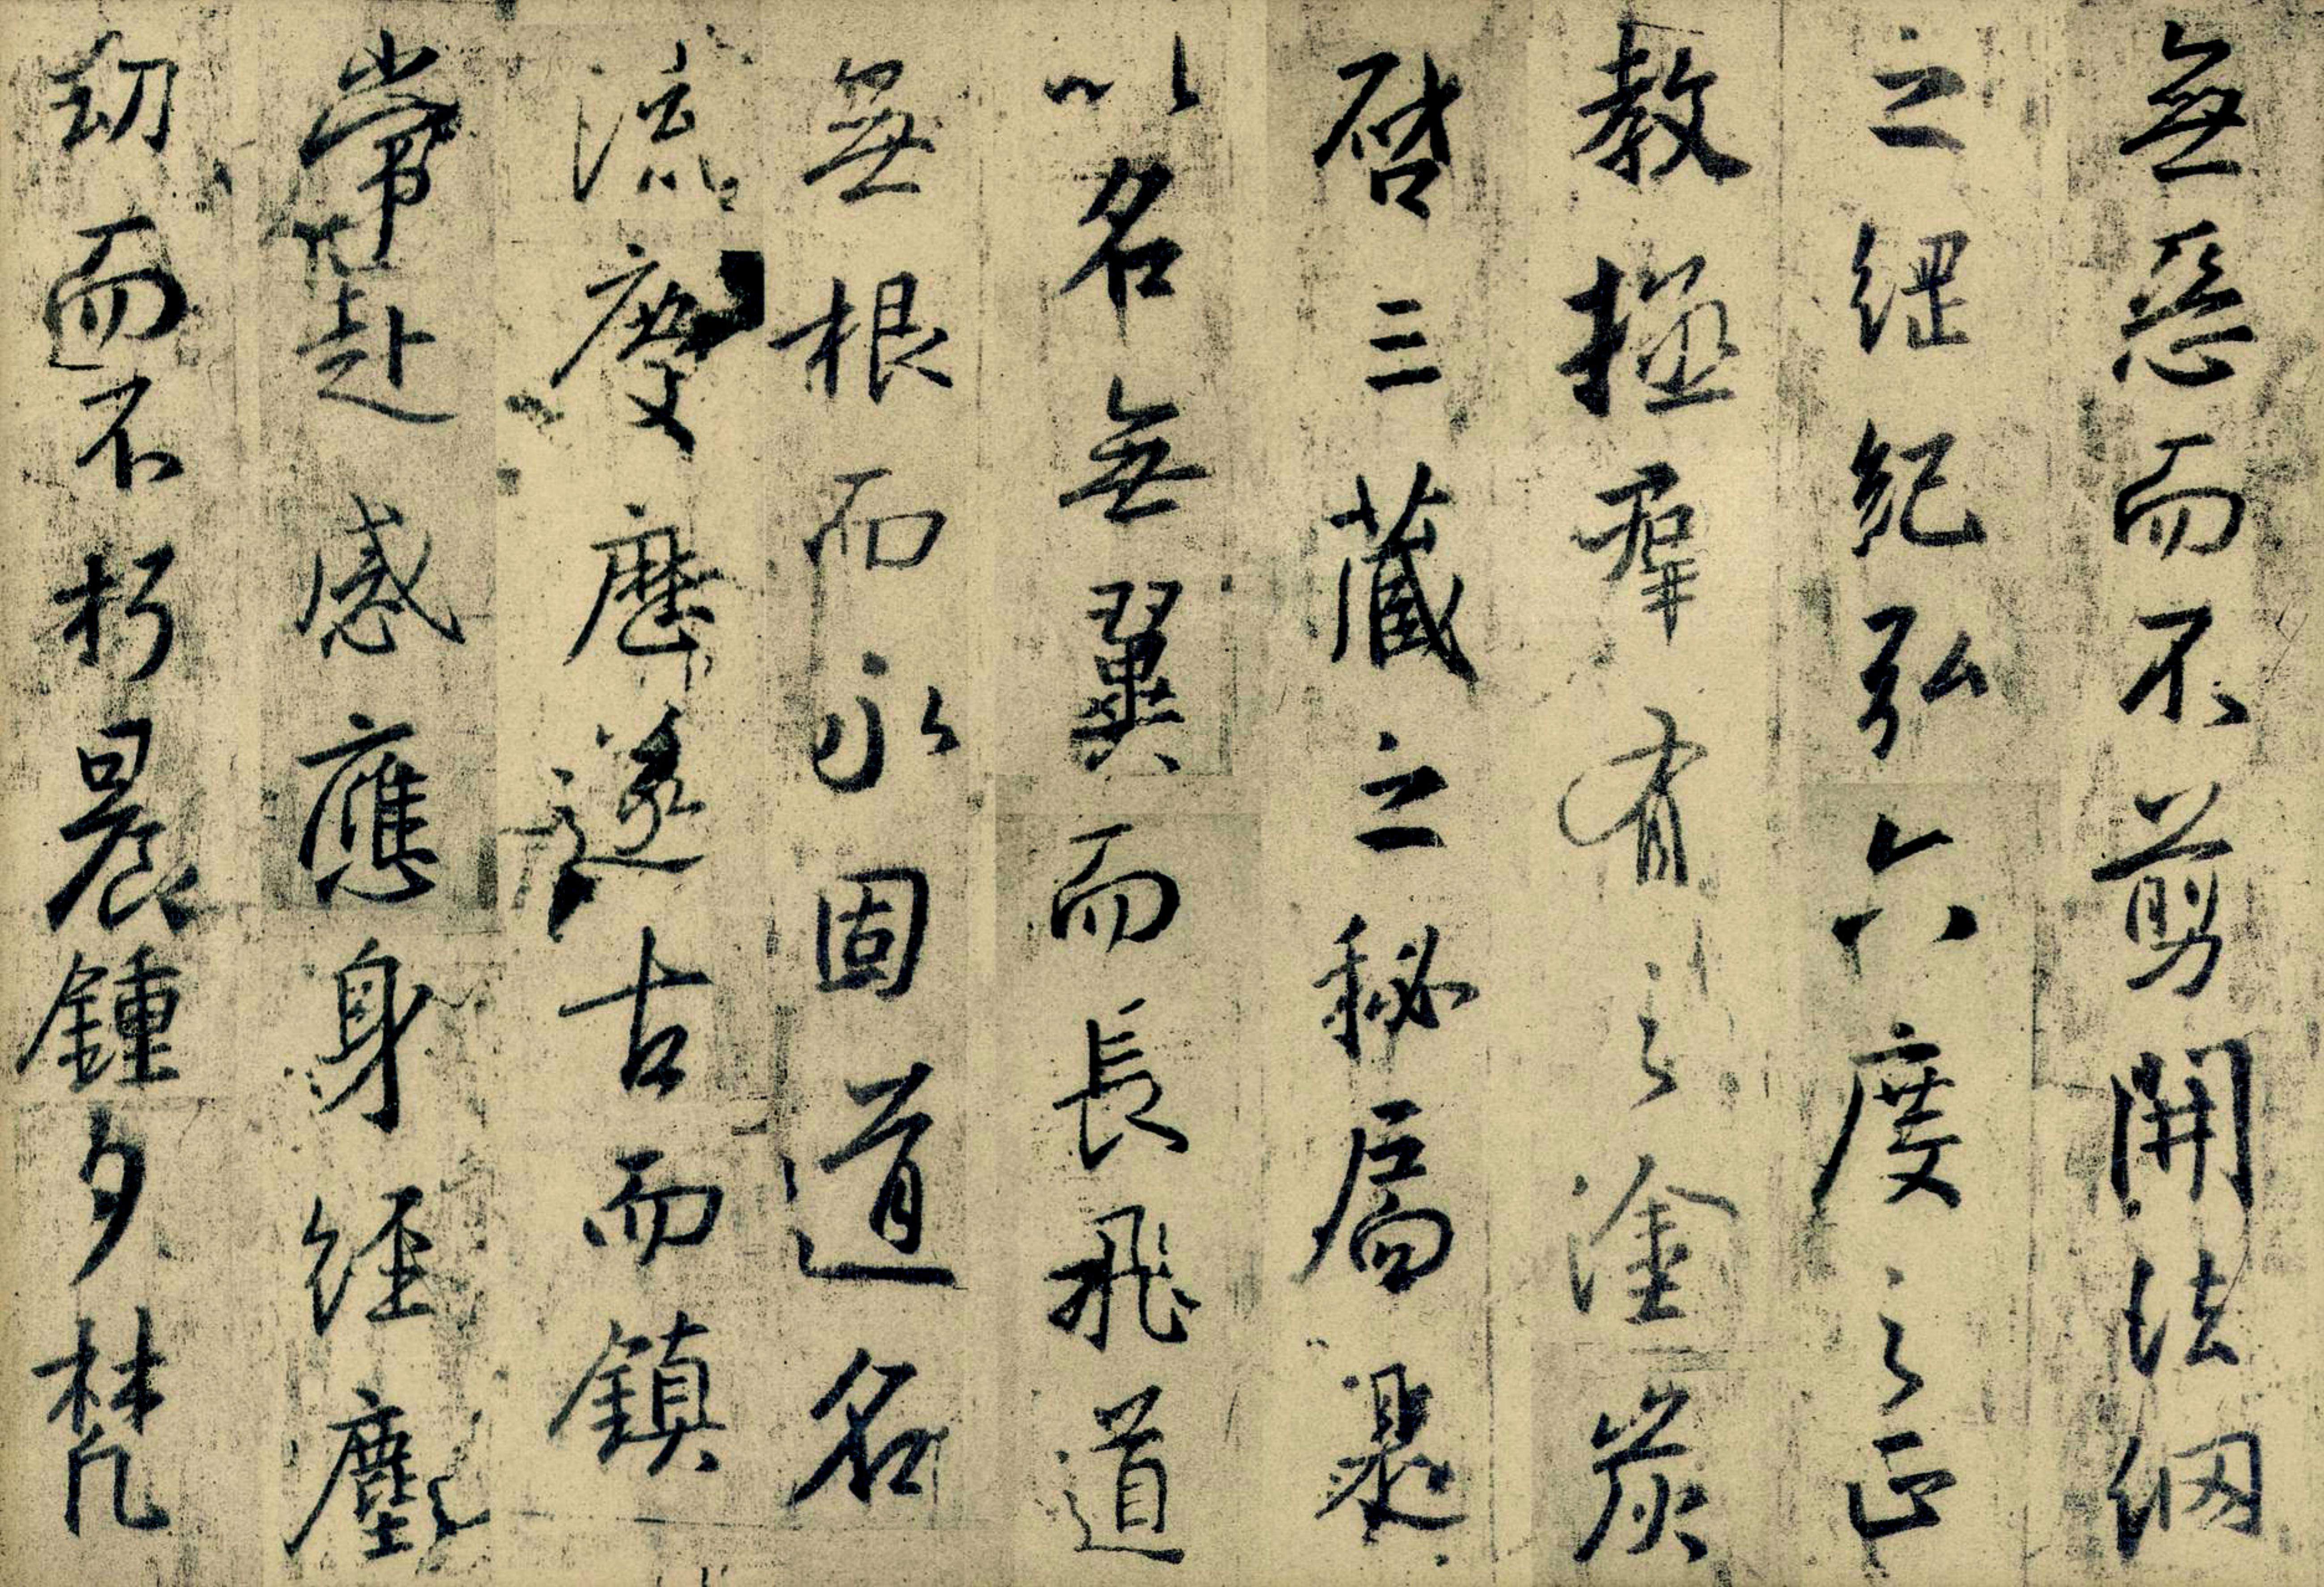 無惡而不剪開法網
之綱紀弘六度之正
教拯羣有之塗炭
啓三藏之秘扃是
以名無翼而長飛道
無根而永固道名
流慶歷遂古而鎮
常赴感應身經塵
劫而不朽晨鍾夕梵